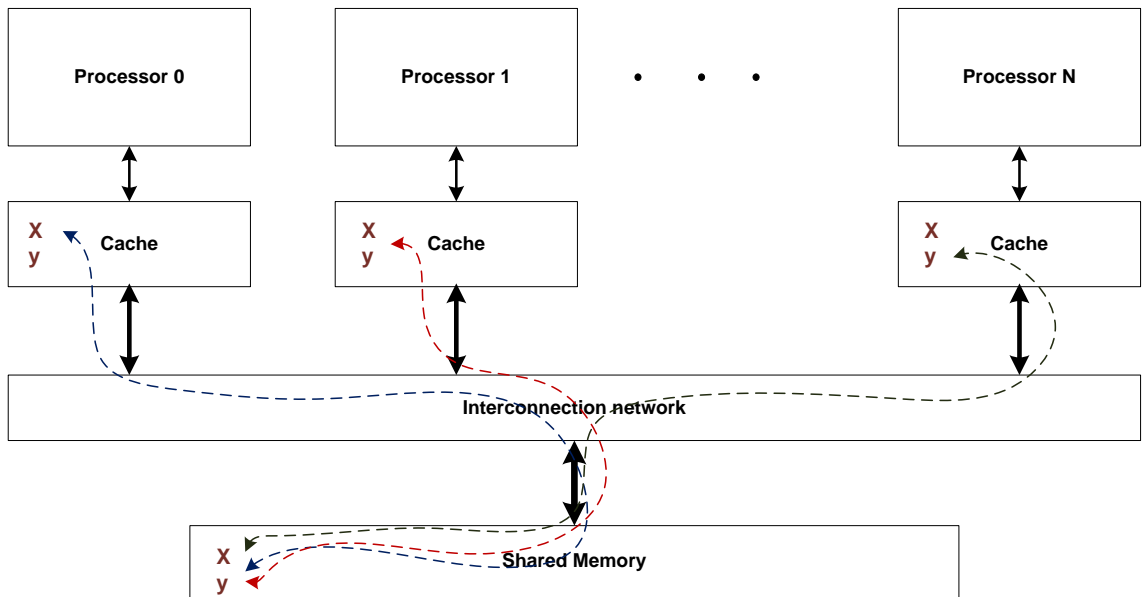 Processor 0
Processor 1
Processor N
X
y
Cache
X
y
Cache
X
y
Cache
Interconnection network
X
y
Shared Memory